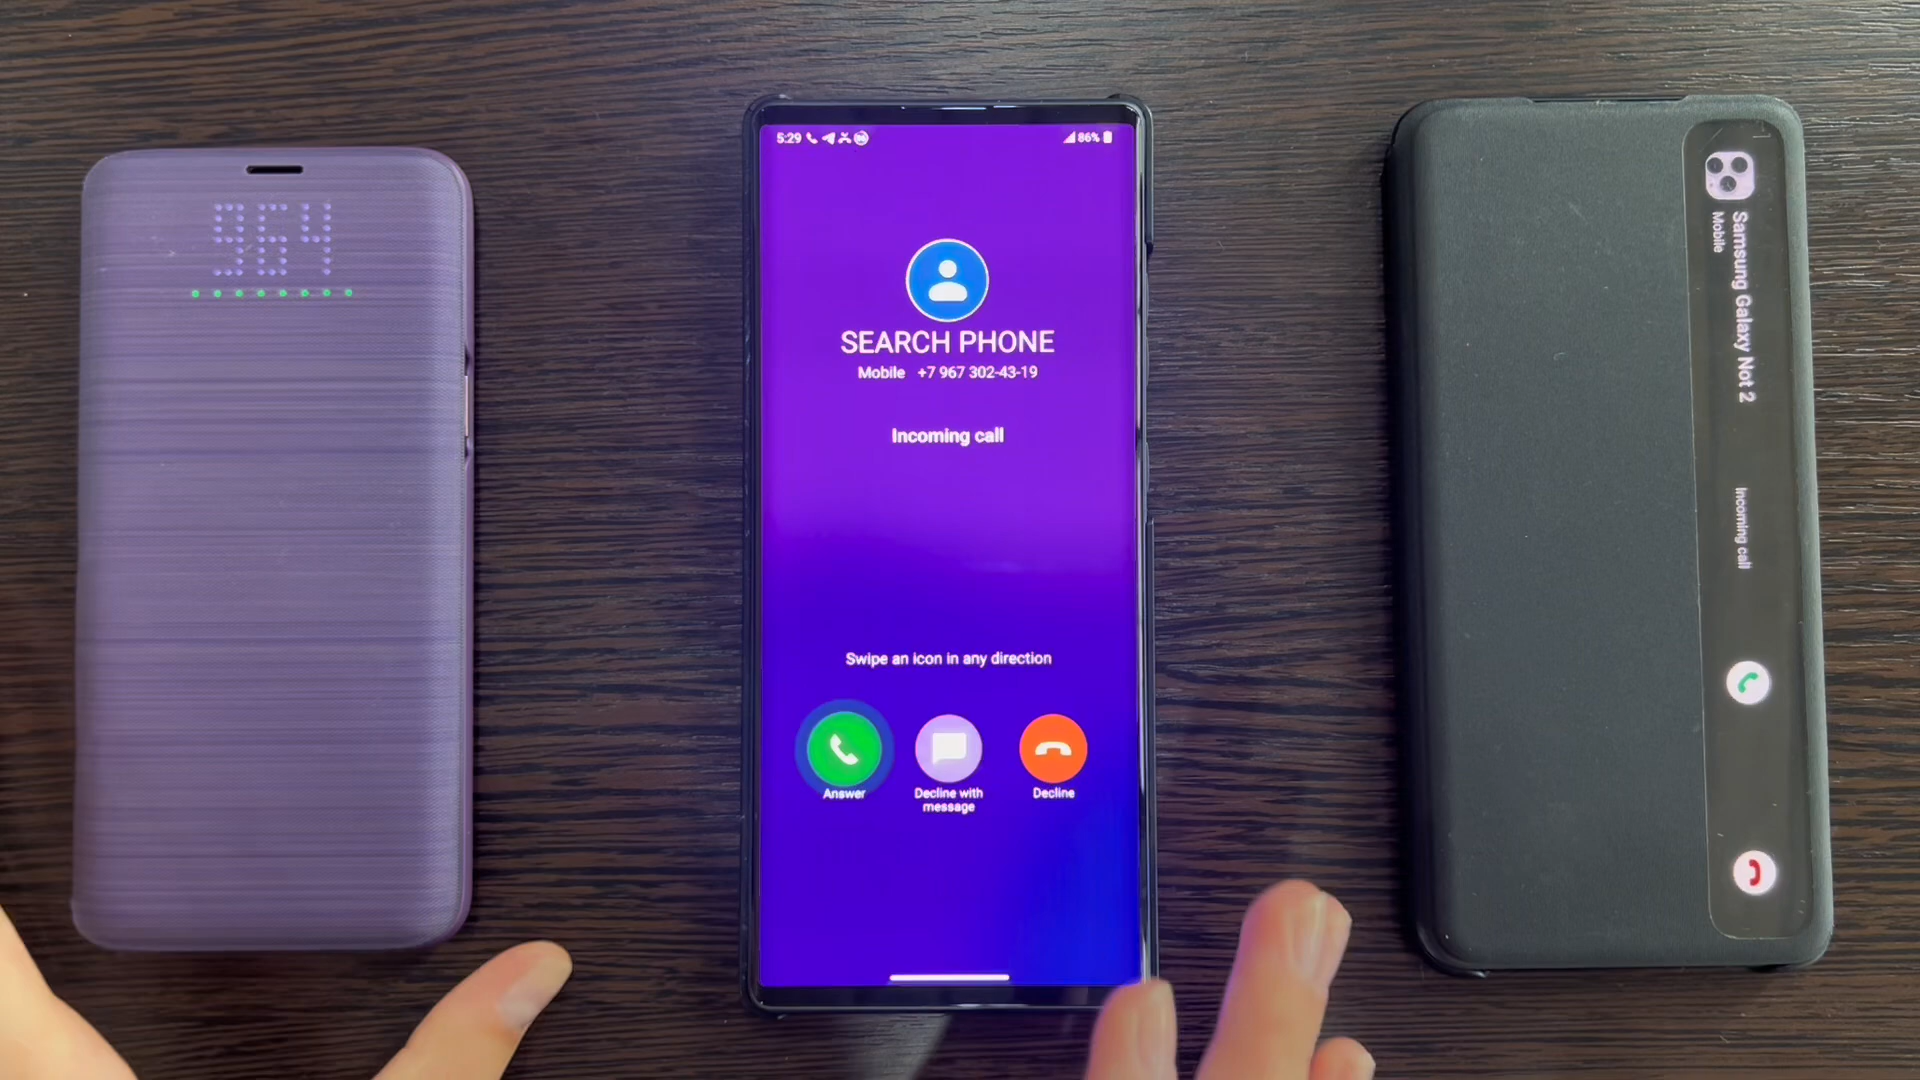 964
5:29
86%
SEARCH PHONE
Mobile +7 967 302-43-19
Incoming call
Swipe an icon in any direction
Answer
Decline with
message
Decline
Samsung Galaxy Not 2
Mobile
Incoming call